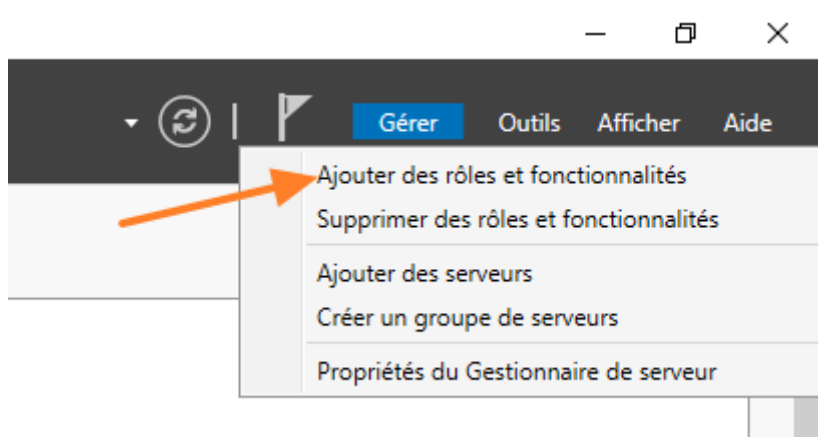 Gérer Outils Afficher Aide
Ajouter des rôles et fonctionnalités
Supprimer des rôles et fonctionnalités
Ajouter des serveurs
Créer un groupe de serveurs
Propriétés du Gestionnaire de serveur